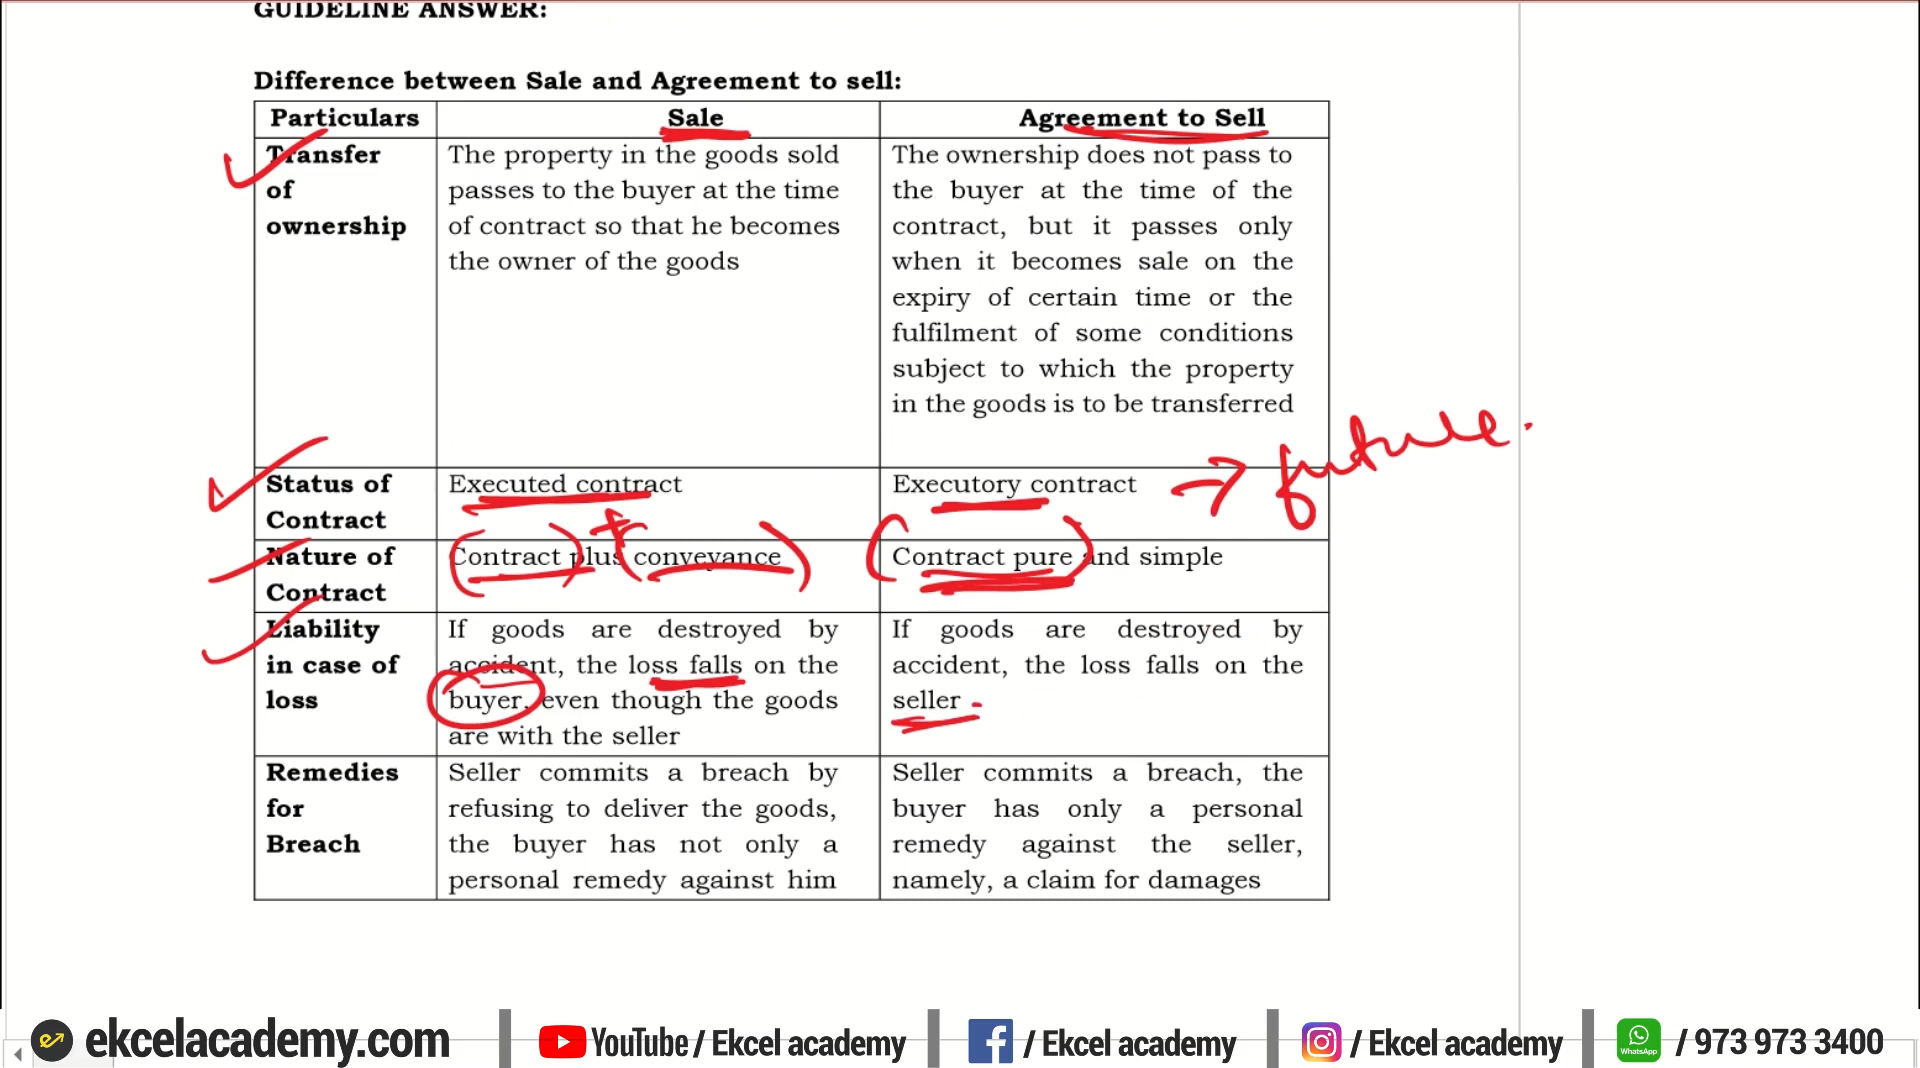 GUIDELINE ANSWER:
Difference between Sale and Agreement to sell:
Particulars Sale Agreement to Sell
Transfer of ownership
The property in the goods sold
passes to the buyer at the time
of contract so that he becomes
the owner of the goods
The ownership does not pass to
the buyer at the time of the
contract, but it passes only
when it becomes sale on the
expiry of certain time or the
fulfilment of some conditions
subject to which the property
in the goods is to be transferred
Status of
Contract
Executed contract
Executory contract
→ future.
Nature of
Contract
Contract plus conveyance
+
Contract pure and simple
Liability
in case of
loss
If goods are destroyed by
accident, the loss falls on the
buyer, even though the goods
are with the seller
If goods are destroyed by
accident, the loss falls on the
seller
Remedies
for
Breach
Seller commits a breach by
refusing to deliver the goods,
the buyer has not only a
personal remedy against him
Seller commits a breach, the
buyer has only a personal
remedy against the seller,
namely, a claim for damages
ekcelacademy.com YouTube / Ekcel academy / Ekcel academy / Ekcel academy WhatsApp / 973 973 3400